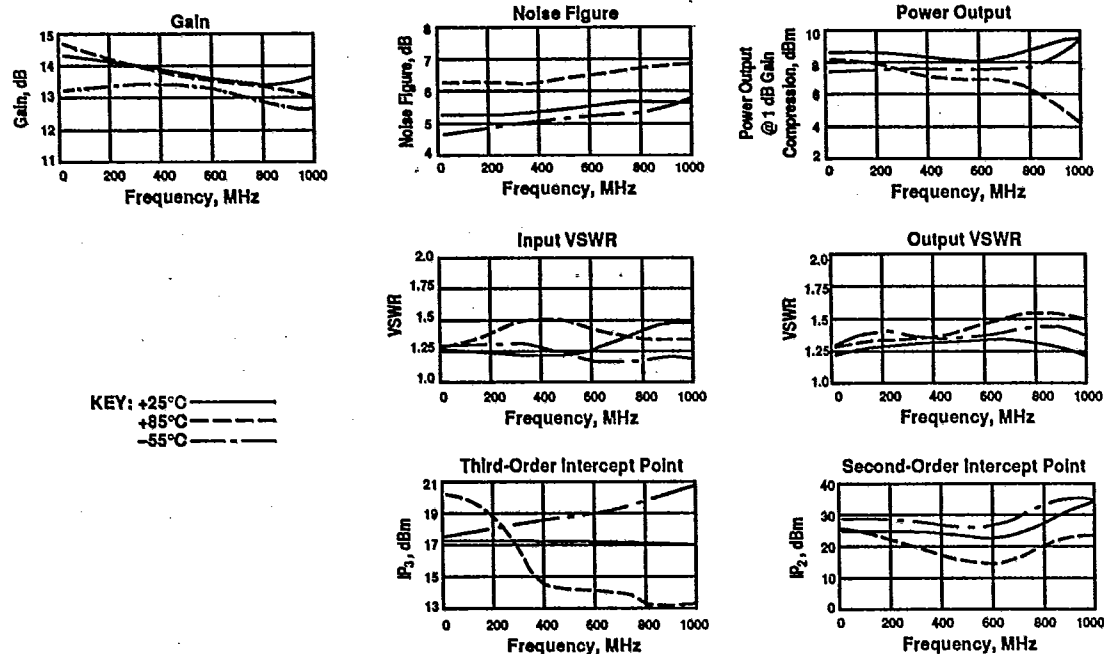 Gain
Gain, dB
15
14
13
12
11
0 200 400 600 800 1000
Frequency, MHz
Noise Figure
Noise Figure, dB
8
7
6
5
4
0 200 400 600 800 1000
Frequency, MHz
Power Output
Power Output
@ 1 dB Gain
Compression, dBm
10
8
6
4
2
0 200 400 600 800 1000
Frequency, MHz
Input VSWR
VSWR
2.0
1.75
1.5
1.25
1.0
0 200 400 600 800 1000
Frequency, MHz
Output VSWR
VSWR
2.0
1.75
1.5
1.25
1.0
0 200 400 600 800 1000
Frequency, MHz
KEY: +25°C
+85°C
-55°C
Third-Order Intercept Point
IP3, dBm
21
19
17
15
13
0 200 400 600 800 1000
Frequency, MHz
Second-Order Intercept Point
IP2, dBm
40
30
20
10
0
0 200 400 600 800 1000
Frequency, MHz